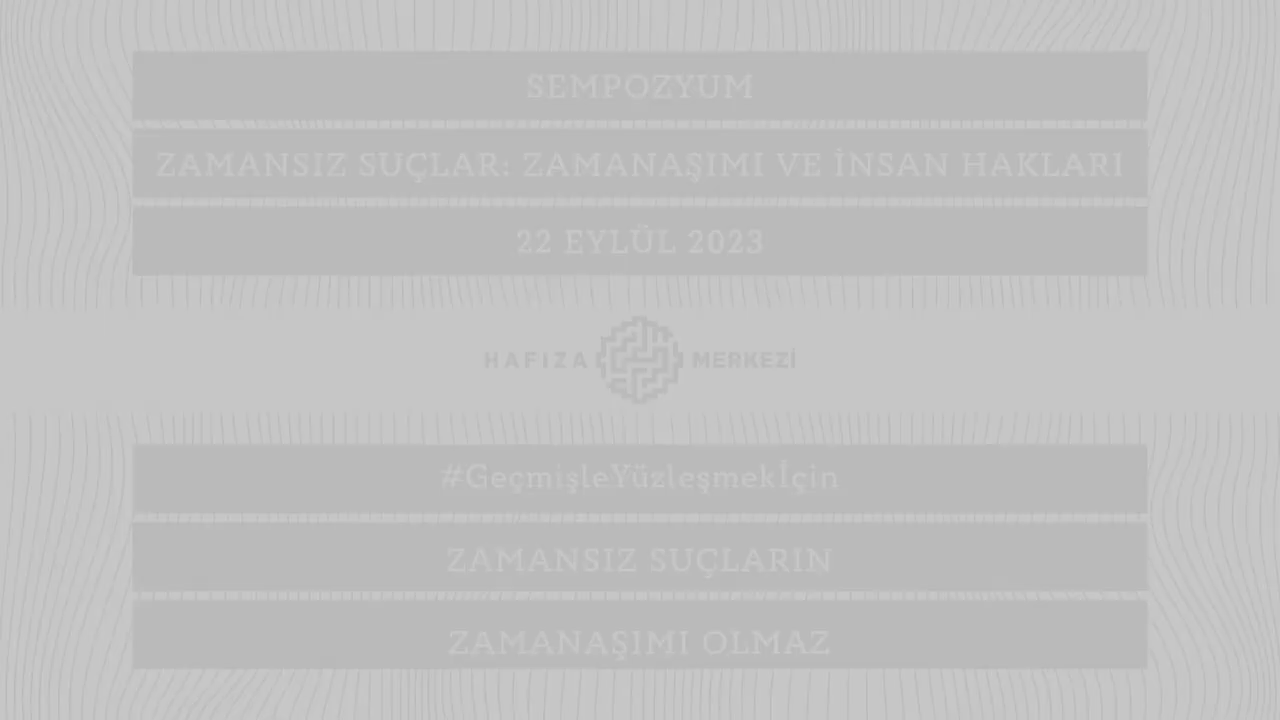 SEMPOZYUM
ZAMANSIZ SUÇLAR: ZAMANAŞIMI VE İNSAN HAKLARI
22 EYLÜL 2023
HAFIZA MERKEZİ
#GeçmişleYüzleşmekİçin
ZAMANSIZ SUÇLARIN
ZAMANAŞIMI OLMAZ